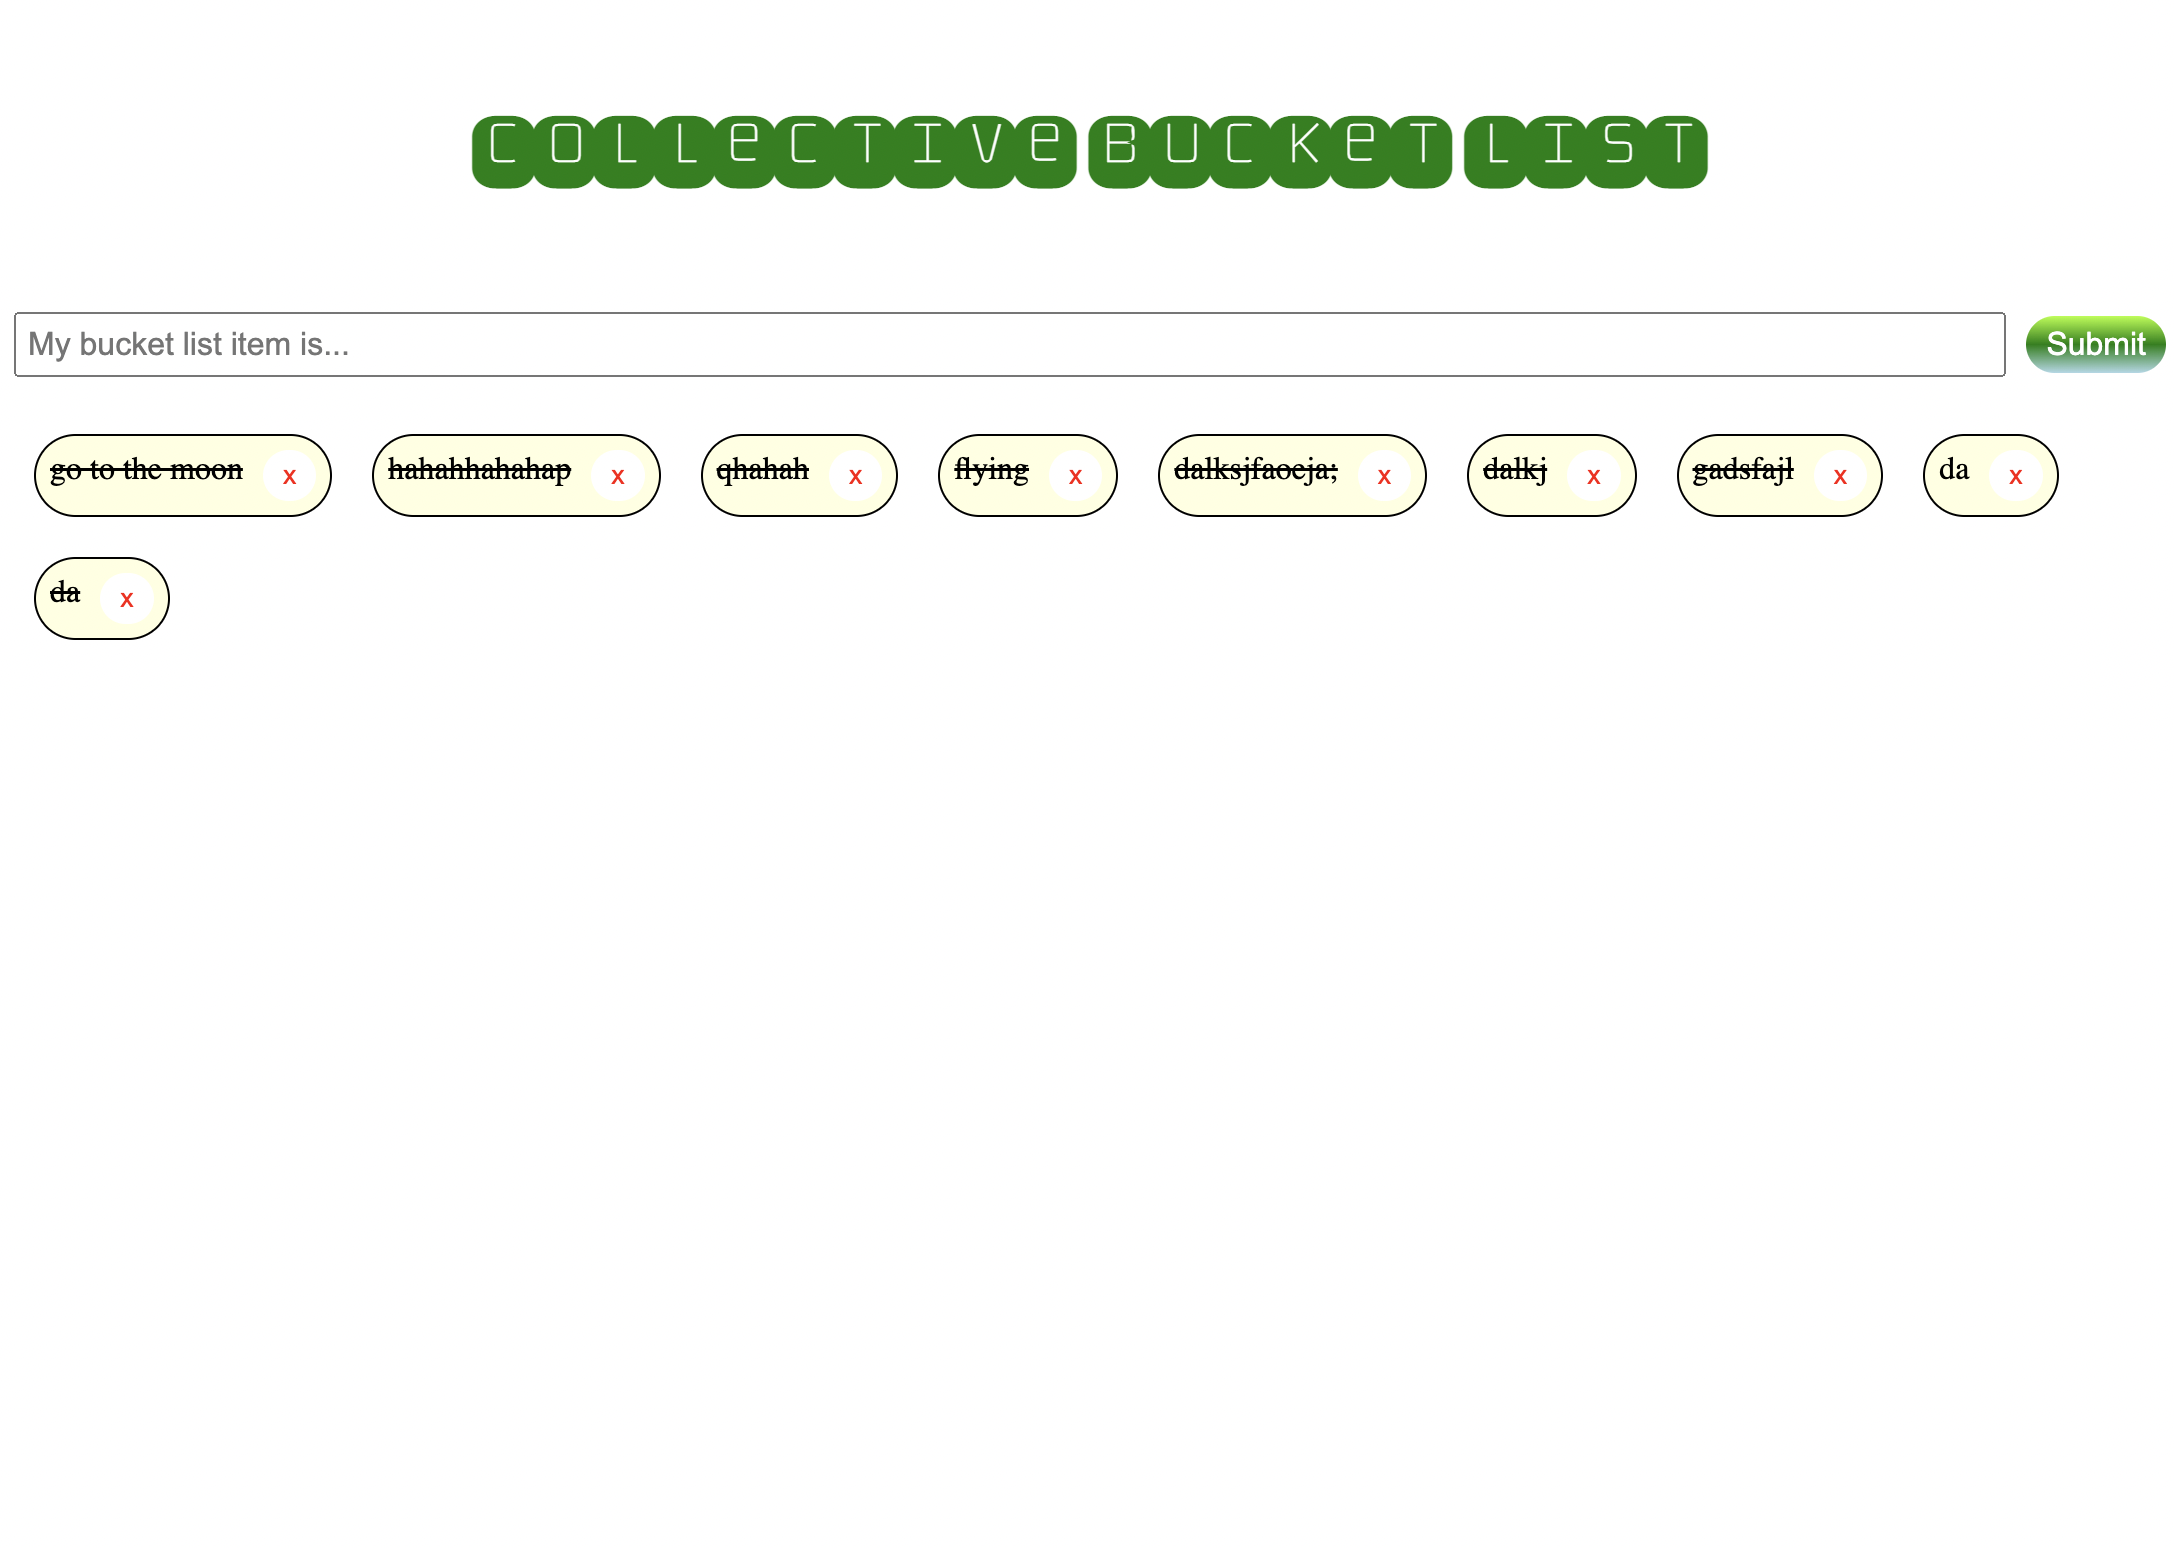 COLLECTIVE BUCKET LIST
My bucket list item is... Submit
go to the moon x hahahhahahap x qhahah x flying x dalksjfaoeja; x dalkj x gadsfajl x da x
da x